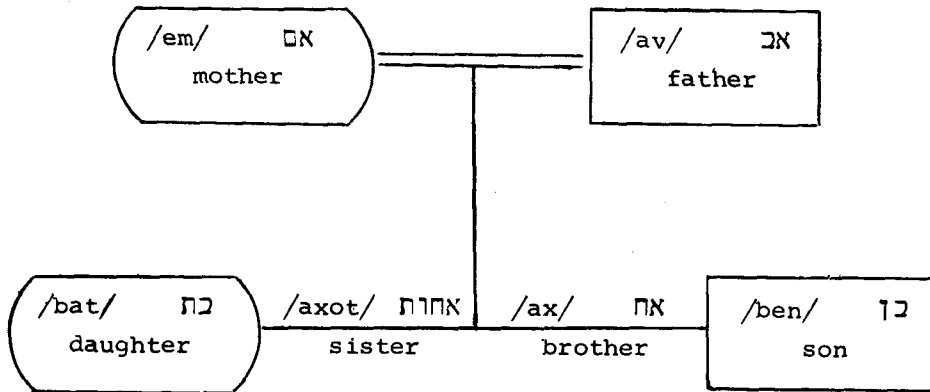 /em/ אם /av/ אב
mother father
/bat/ בת /axot/ אחות /ax/ אח /ben/ בן
daughter sister brother son